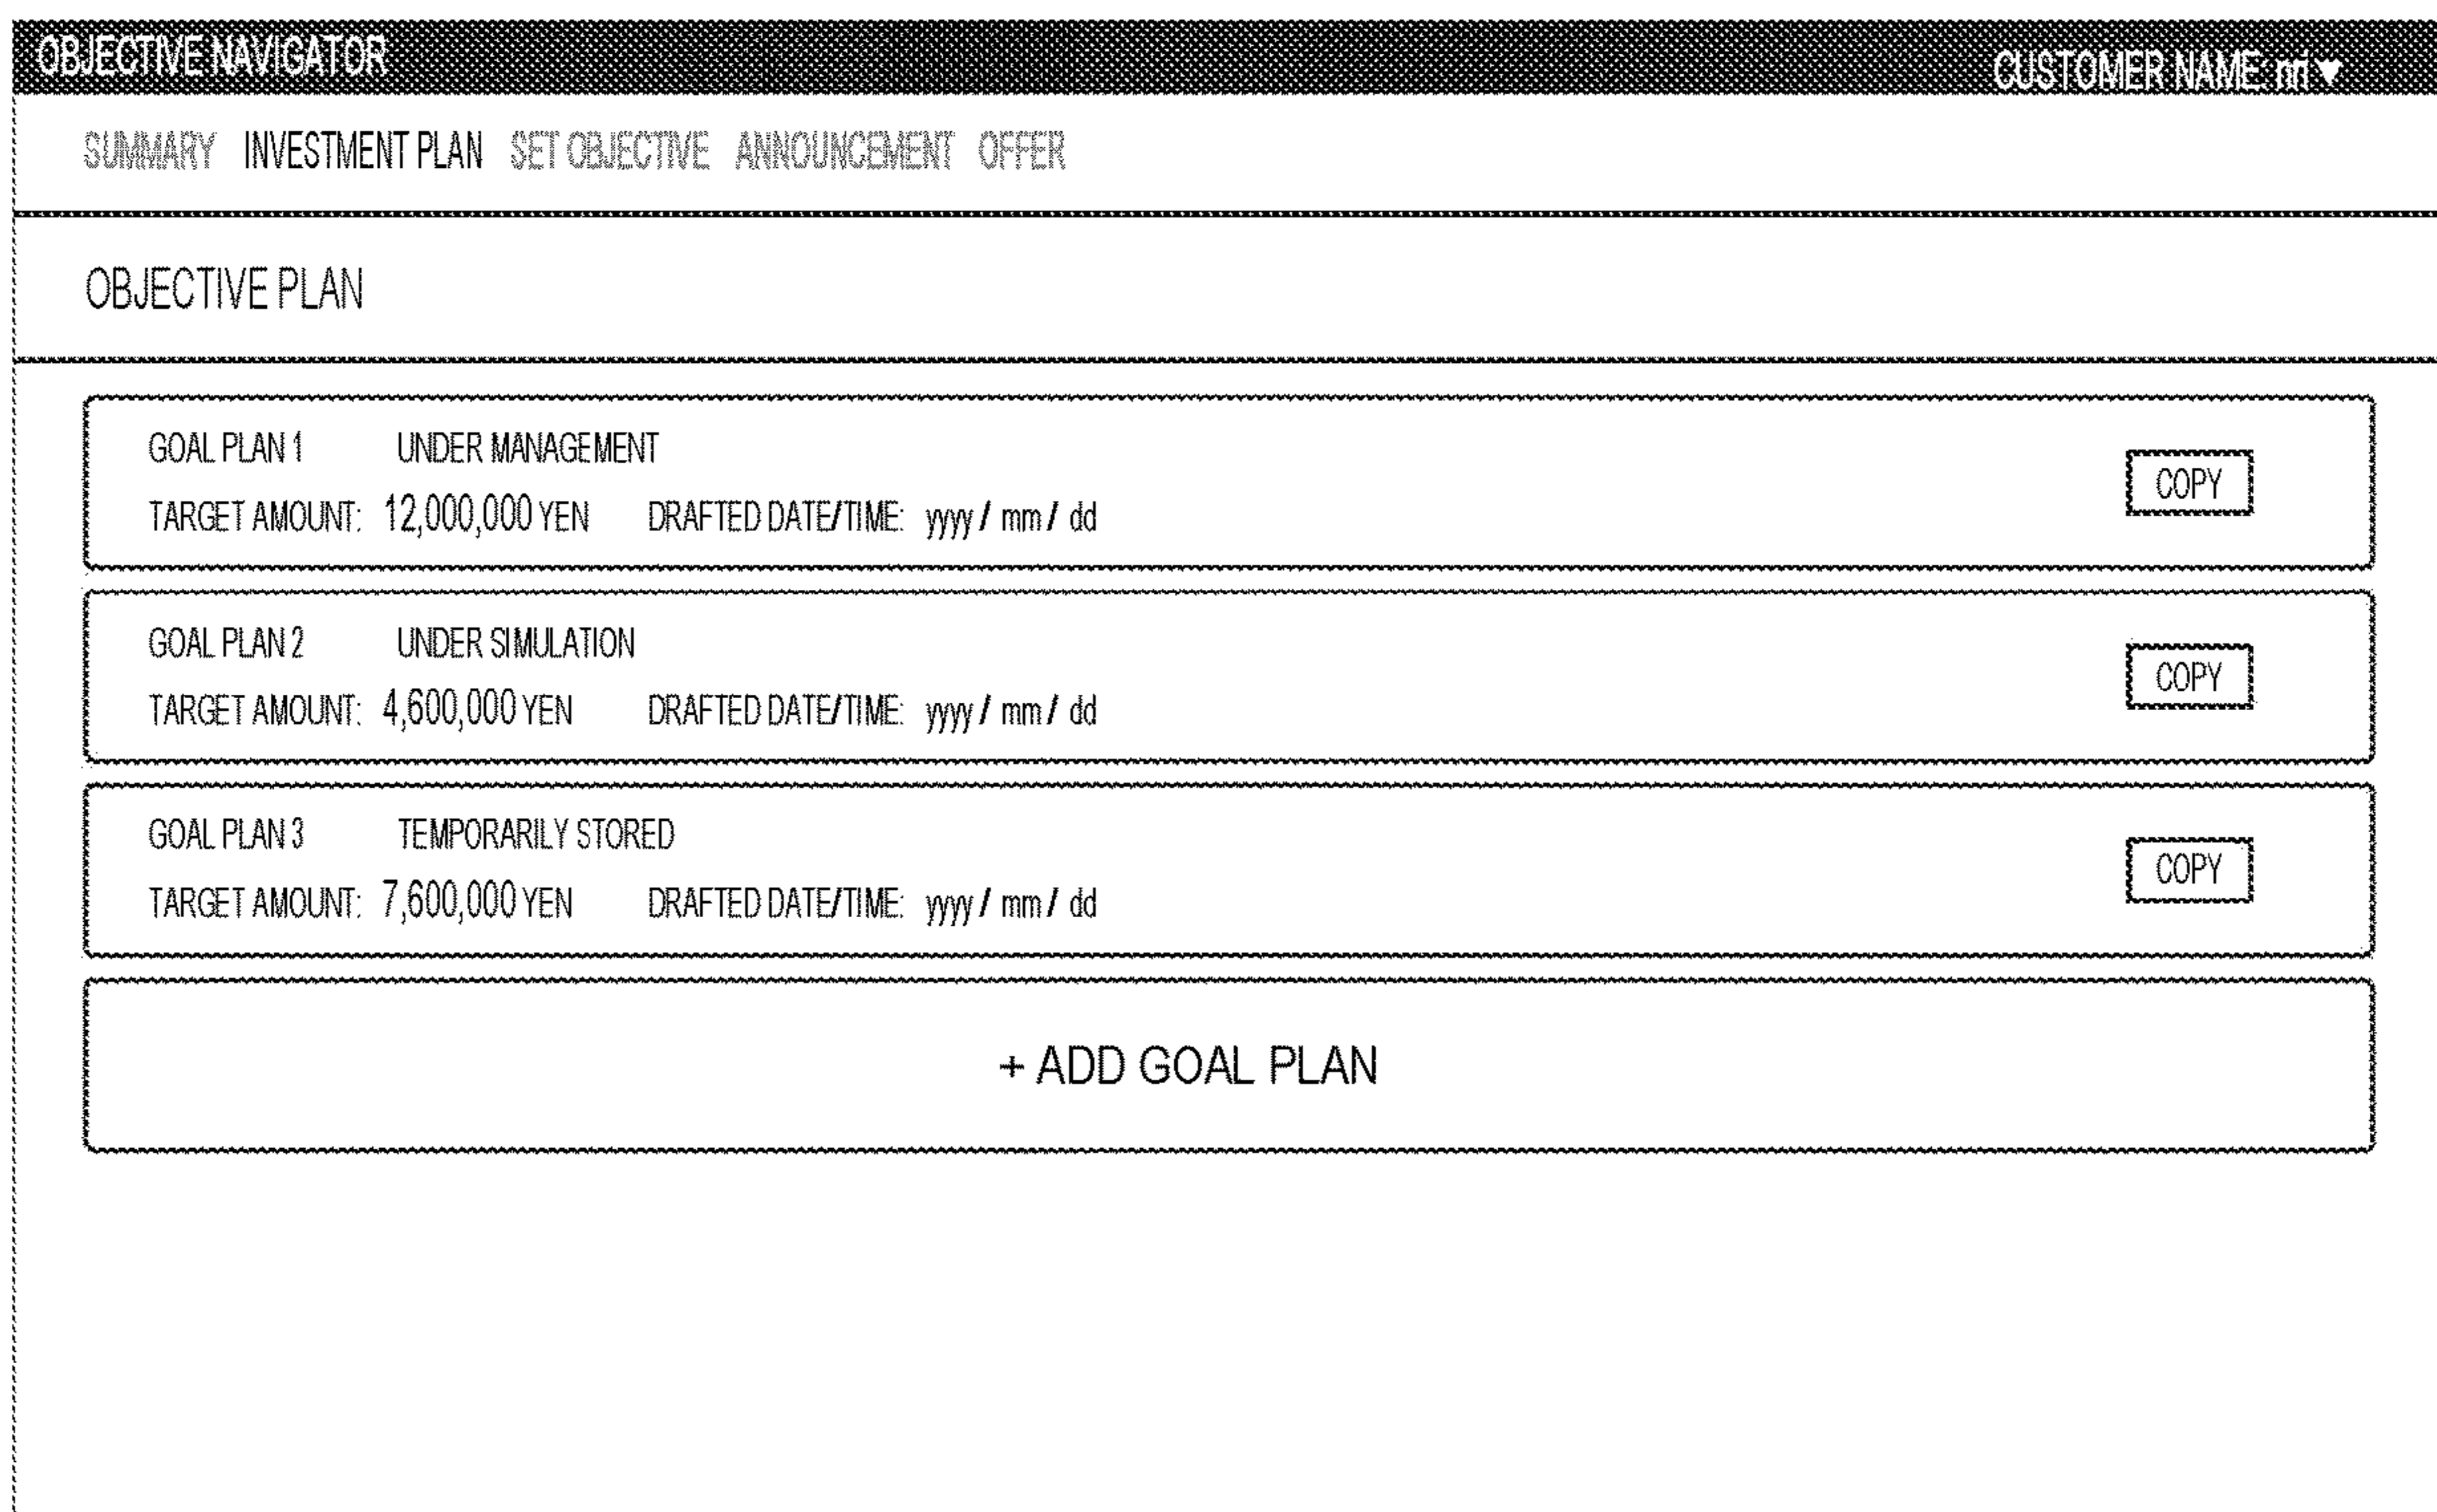 OBJECTIVE NAVIGATOR CUSTOMER NAME: nri ▼
SUMMARY INVESTMENT PLAN SET OBJECTIVE ANNOUNCEMENT OFFER
OBJECTIVE PLAN
GOAL PLAN 1 UNDER MANAGEMENT
COPY
TARGET AMOUNT: 12,000,000 YEN DRAFTED DATE/TIME: yyyy / mm / dd
GOAL PLAN 2 UNDER SIMULATION
COPY
TARGET AMOUNT: 4,600,000 YEN DRAFTED DATE/TIME: yyyy / mm / dd
GOAL PLAN 3 TEMPORARILY STORED
COPY
TARGET AMOUNT: 7,600,000 YEN DRAFTED DATE/TIME: yyyy / mm / dd
+ ADD GOAL PLAN